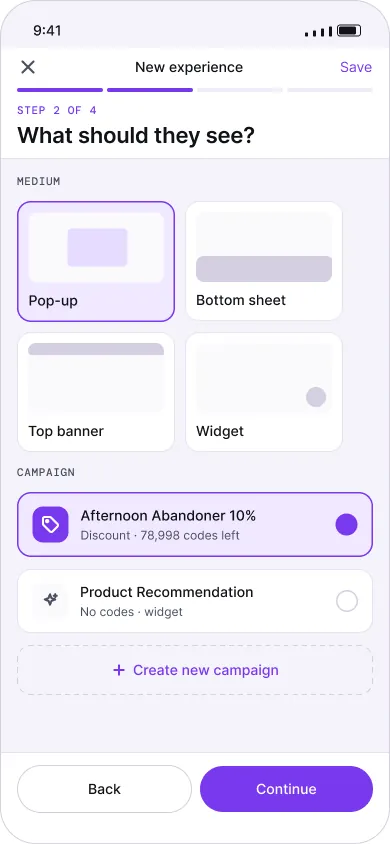 9:41
New experience
Save
STEP 2 OF 4
What should they see?
MEDIUM
Pop-up
Bottom sheet
Top banner
Widget
CAMPAIGN
Afternoon Abandoner 10%
Discount · 78,998 codes left
Product Recommendation
No codes · widget
+ Create new campaign
Back
Continue